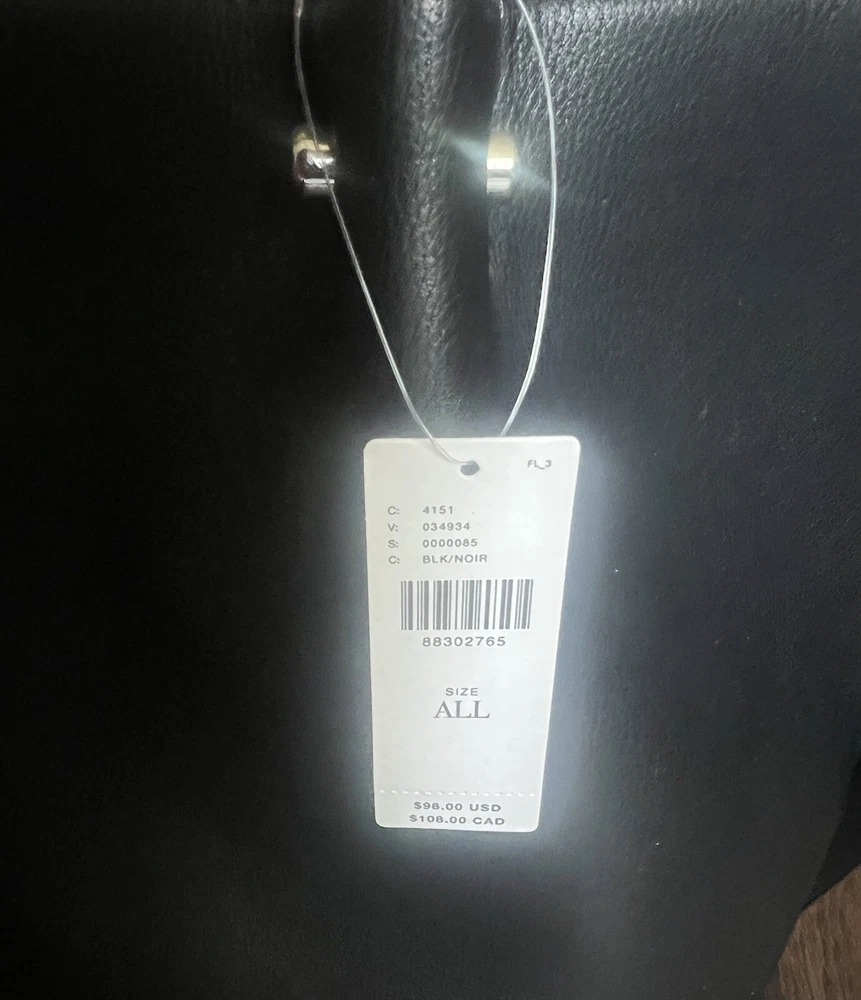 FL_3
C: 4151
V: 034934
S: 0000085
C: BLK/NOIR
88302765
SIZE
ALL
$98.00 USD
$108.00 CAD